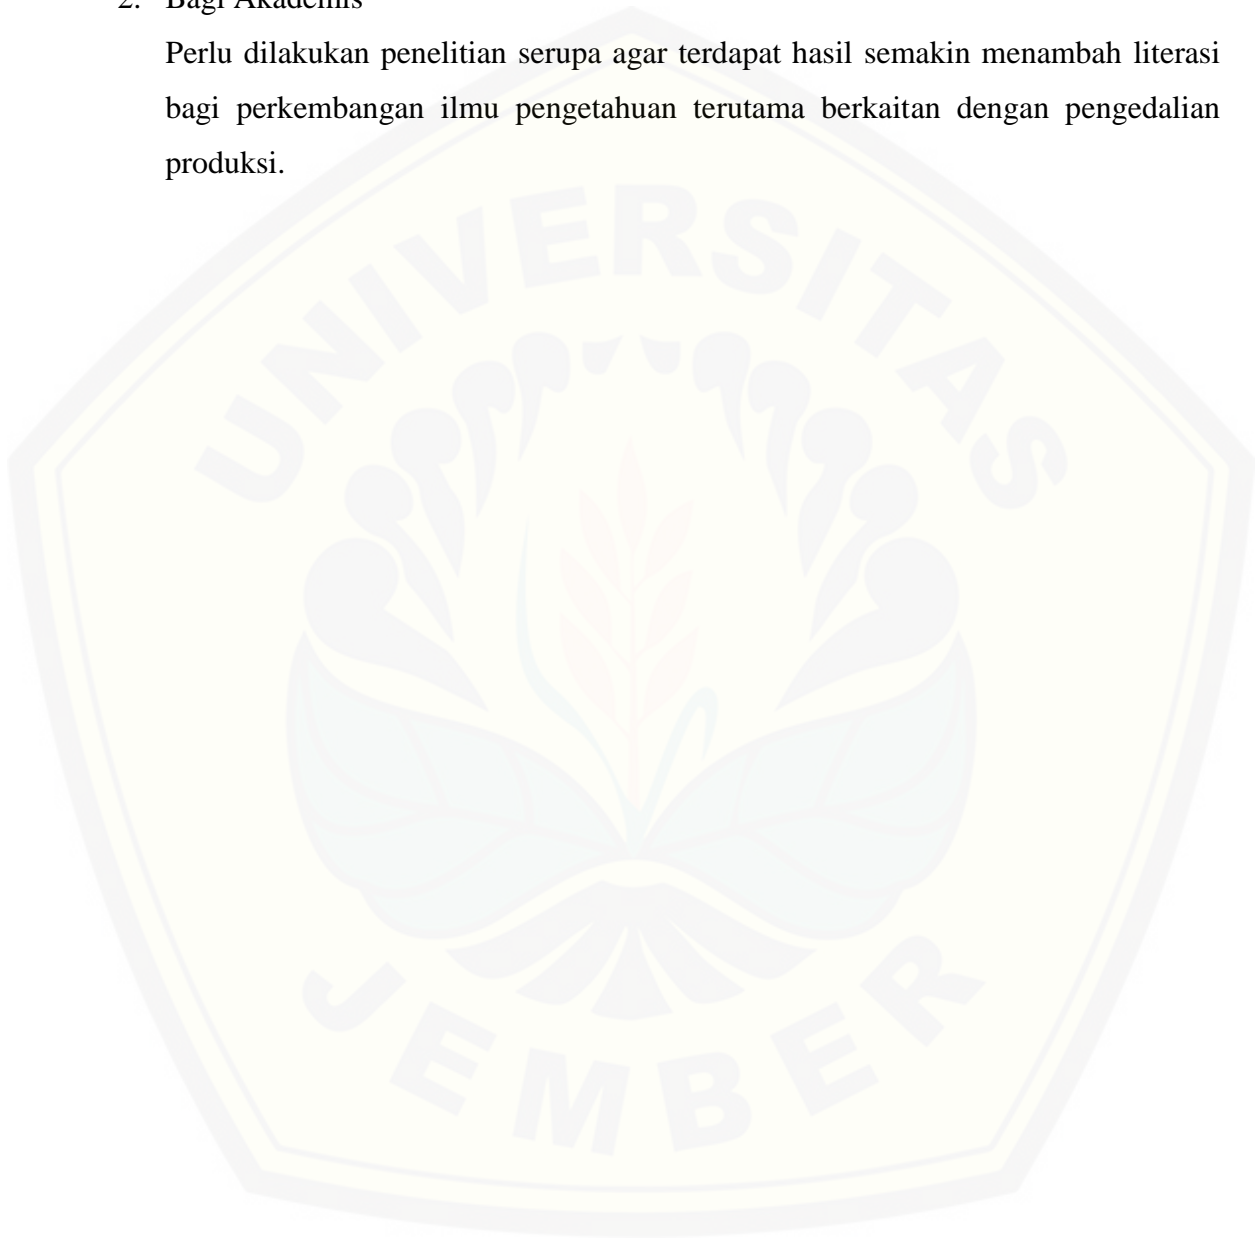 2. Bagi Akademis
Perlu dilakukan penelitian serupa agar terdapat hasil semakin menambah literasi
bagi perkembangan ilmu pengetahuan terutama berkaitan dengan pengedalian
produksi.
UNIVERSITAS
JEMBER